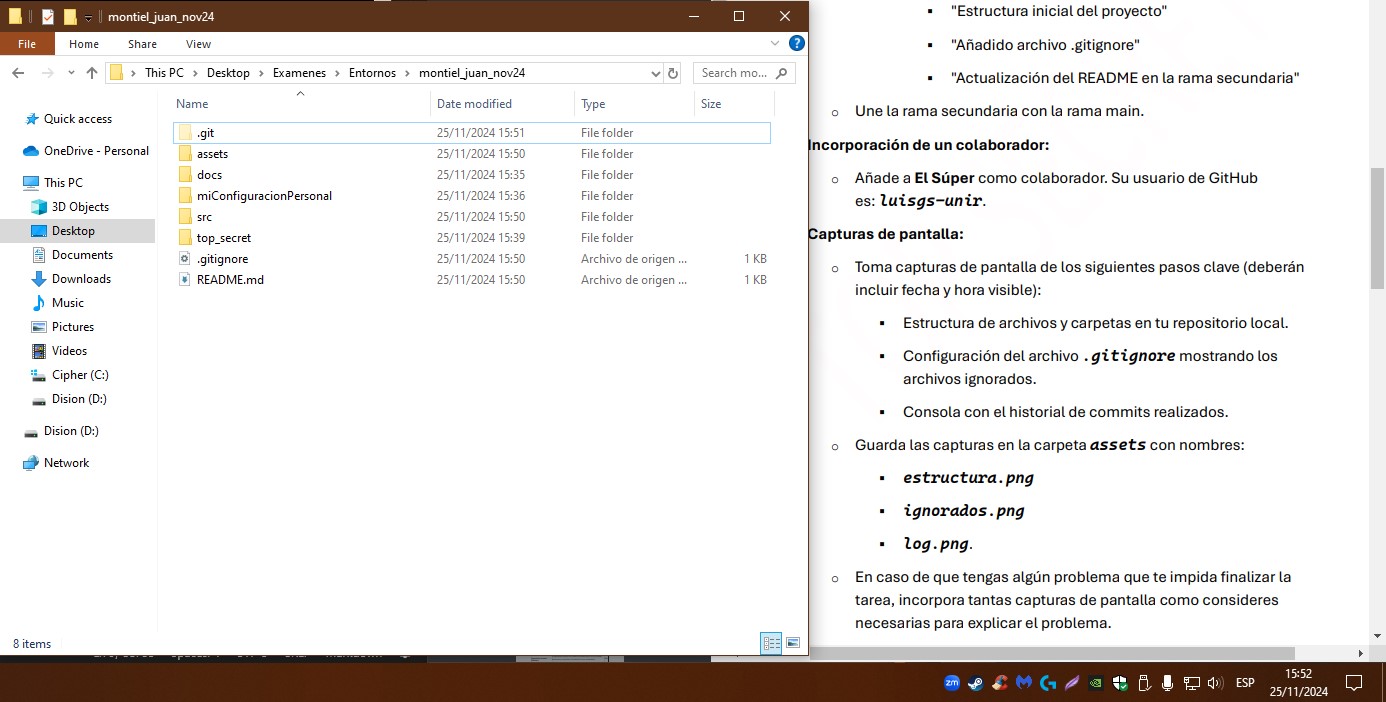 montiel_juan_nov24
File Home Share View
This PC > Desktop > Examenes > Entornos > montiel_juan_nov24
Search mo...
Quick access
OneDrive - Personal
This PC
3D Objects
Desktop
Documents
Downloads
Music
Pictures
Videos
Cipher (C:)
Dision (D:)
Dision (D:)
Network
Name Date modified Type Size
.git 25/11/2024 15:51 File folder
assets 25/11/2024 15:50 File folder
docs 25/11/2024 15:35 File folder
miConfiguracionPersonal 25/11/2024 15:36 File folder
src 25/11/2024 15:50 File folder
top_secret 25/11/2024 15:39 File folder
.gitignore 25/11/2024 15:50 Archivo de origen ... 1 KB
README.md 25/11/2024 15:50 Archivo de origen ... 1 KB
8 items
▪ "Estructura inicial del proyecto"
▪ "Añadido archivo .gitignore"
▪ "Actualización del README en la rama secundaria"
o Une la rama secundaria con la rama main.
Incorporación de un colaborador:
o Añade a El Súper como colaborador. Su usuario de GitHub
es: luisgs-unir.
Capturas de pantalla:
o Toma capturas de pantalla de los siguientes pasos clave (deberán
incluir fecha y hora visible):
▪ Estructura de archivos y carpetas en tu repositorio local.
▪ Configuración del archivo .gitignore mostrando los
archivos ignorados.
▪ Consola con el historial de commits realizados.
o Guarda las capturas en la carpeta assets con nombres:
▪ estructura.png
▪ ignorados.png
▪ log.png.
o En caso de que tengas algún problema que te impida finalizar la
tarea, incorpora tantas capturas de pantalla como consideres
necesarias para explicar el problema.
zm
ESP
15:52
25/11/2024